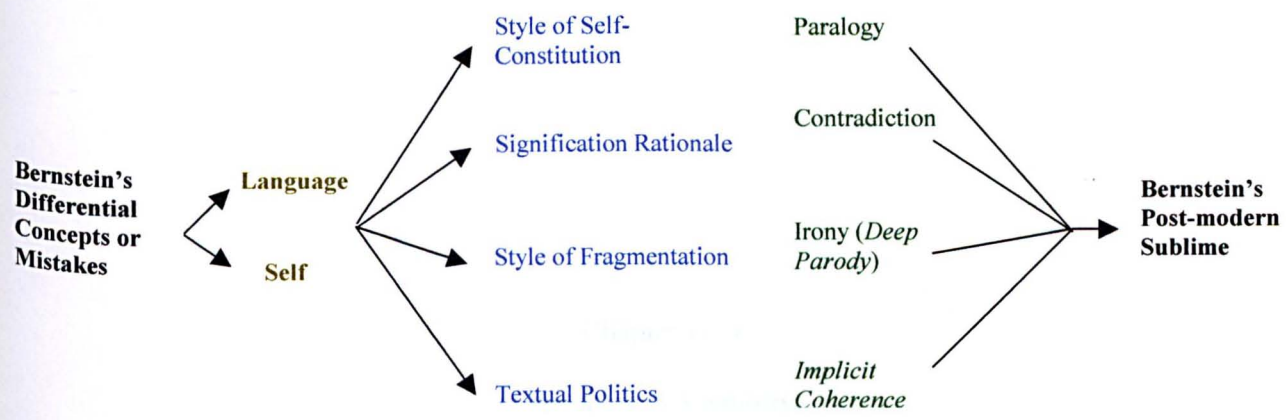 Bernstein's
Differential
Concepts or
Mistakes
Language
Self
Style of Self-
Constitution
Signification Rationale
Style of Fragmentation
Textual Politics
Paralogy
Contradiction
Irony (Deep
Parody)
Implicit
Coherence
Bernstein's
Post-modern
Sublime